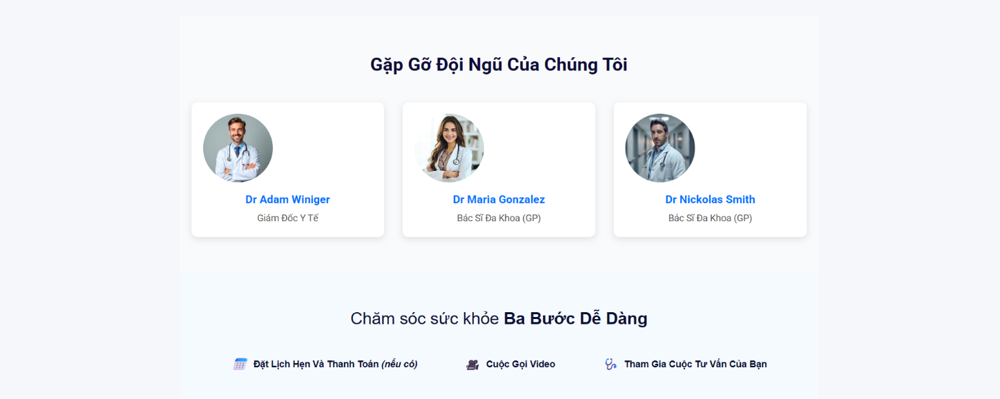 Gặp Gỡ Đội Ngũ Của Chúng Tôi
Dr Adam Winiger
Giám Đốc Y Tế
Dr Maria Gonzalez
Bác Sĩ Đa Khoa (GP)
Dr Nickolas Smith
Bác Sĩ Đa Khoa (GP)
Chăm sóc sức khỏe Ba Bước Dễ Dàng
Đặt Lịch Hẹn Và Thanh Toán (nếu có)
Cuộc Gọi Video
Tham Gia Cuộc Tư Vấn Của Bạn